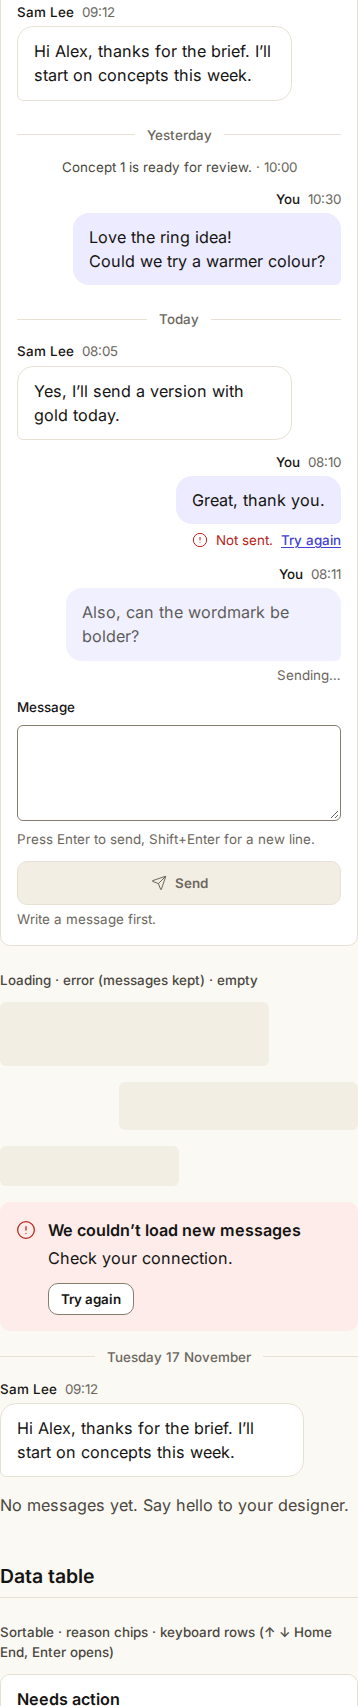 Sam Lee 09:12
Hi Alex, thanks for the brief. I’ll
start on concepts this week.
Yesterday
Concept 1 is ready for review. · 10:00
You 10:30
Love the ring idea!
Could we try a warmer colour?
Today
Sam Lee 08:05
Yes, I’ll send a version with
gold today.
You 08:10
Great, thank you.
Not sent. Try again
You 08:11
Also, can the wordmark be
bolder?
Sending…
Message
Press Enter to send, Shift+Enter for a new line.
Send
Write a message first.
Loading · error (messages kept) · empty
We couldn’t load new messages
Check your connection.
Try again
Tuesday 17 November
Sam Lee 09:12
Hi Alex, thanks for the brief. I’ll
start on concepts this week.
No messages yet. Say hello to your designer.
Data table
Sortable · reason chips · keyboard rows (↑ ↓ Home
End, Enter opens)
Needs action